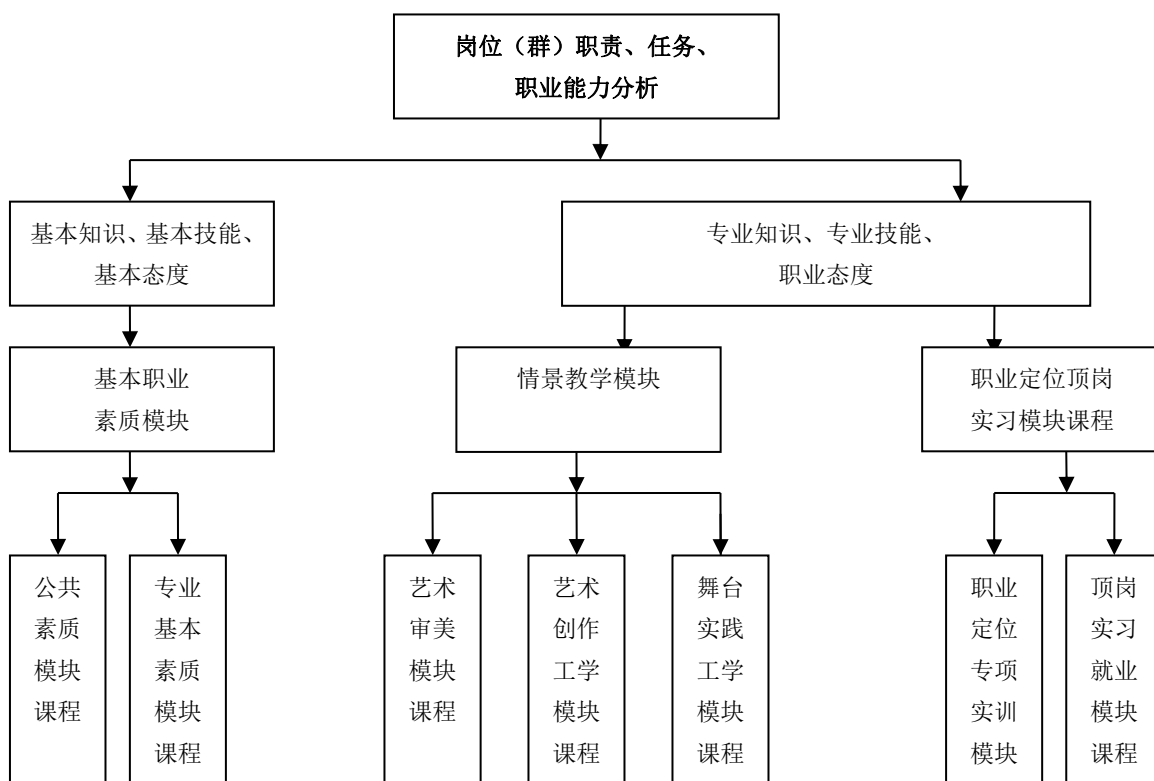 岗位（群）职责、任务、
职业能力分析
基本知识、基本技能、
基本态度
专业知识、专业技能、
职业态度
基本职业
素质模块
情景教学模块
职业定位顶岗
实习模块课程
公共
素质
模块
课程
专业
基本
素质
模块
课程
艺术
审美
模块
课程
艺术
创作
工学
模块
课程
舞台
实践
工学
模块
课程
职业
定位
专项
实训
模块
顶岗
实习
就业
模块
课程